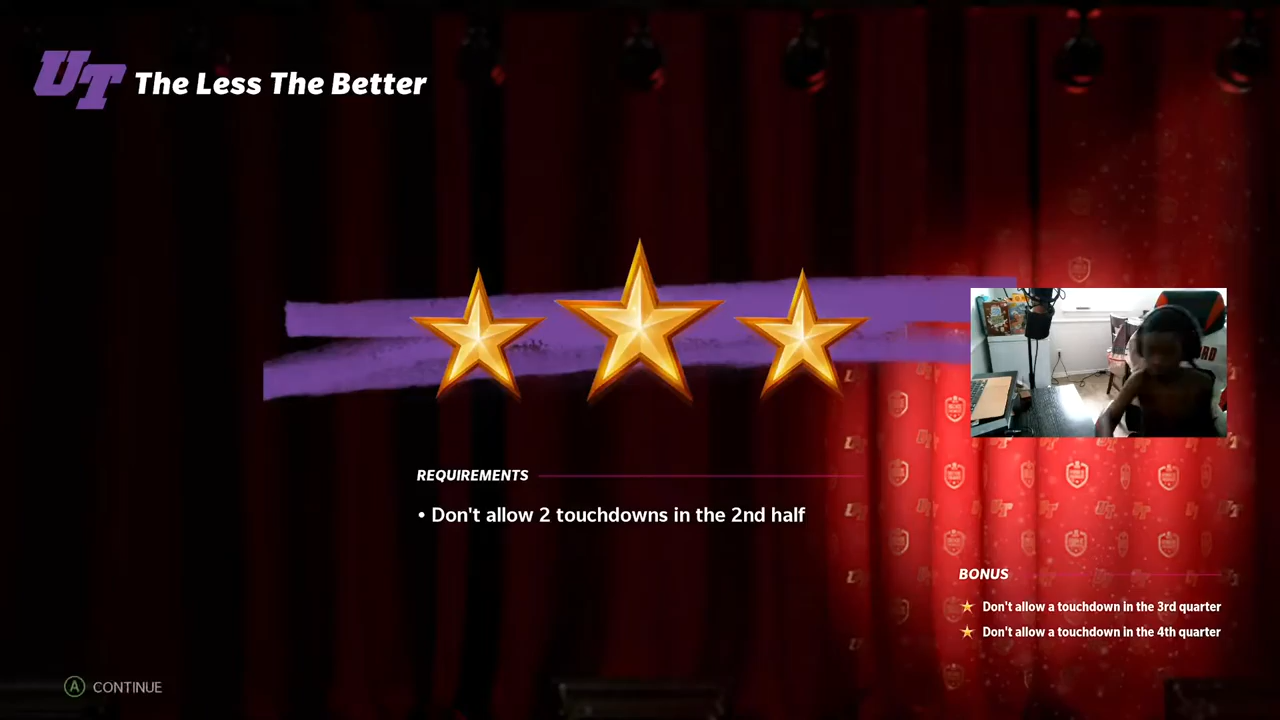 UT The Less The Better
REQUIREMENTS
• Don't allow 2 touchdowns in the 2nd half
BONUS
Don't allow a touchdown in the 3rd quarter
Don't allow a touchdown in the 4th quarter
A CONTINUE